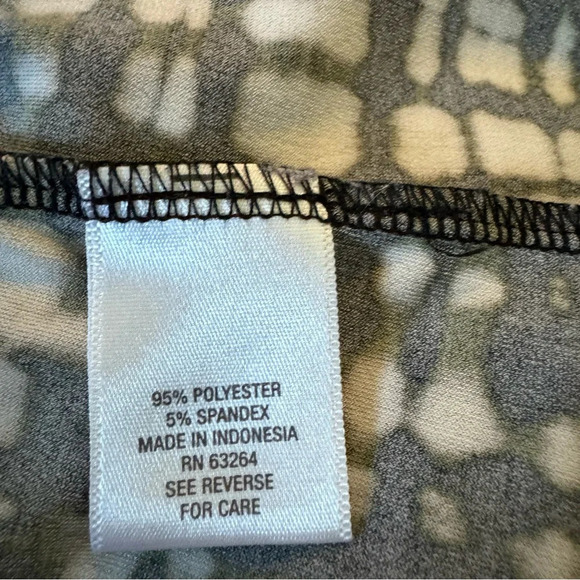 95% POLYESTER
5% SPANDEX
MADE IN INDONESIA
RN 63264
SEE REVERSE
FOR CARE